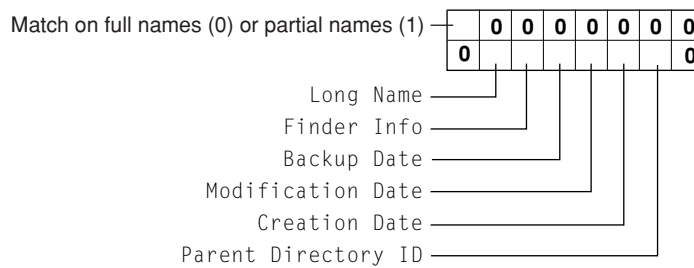 Match on full names (0) or partial names (1) 0 0 0 0 0 0 0
0 0
Long Name
Finder Info
Backup Date
Modification Date
Creation Date
Parent Directory ID